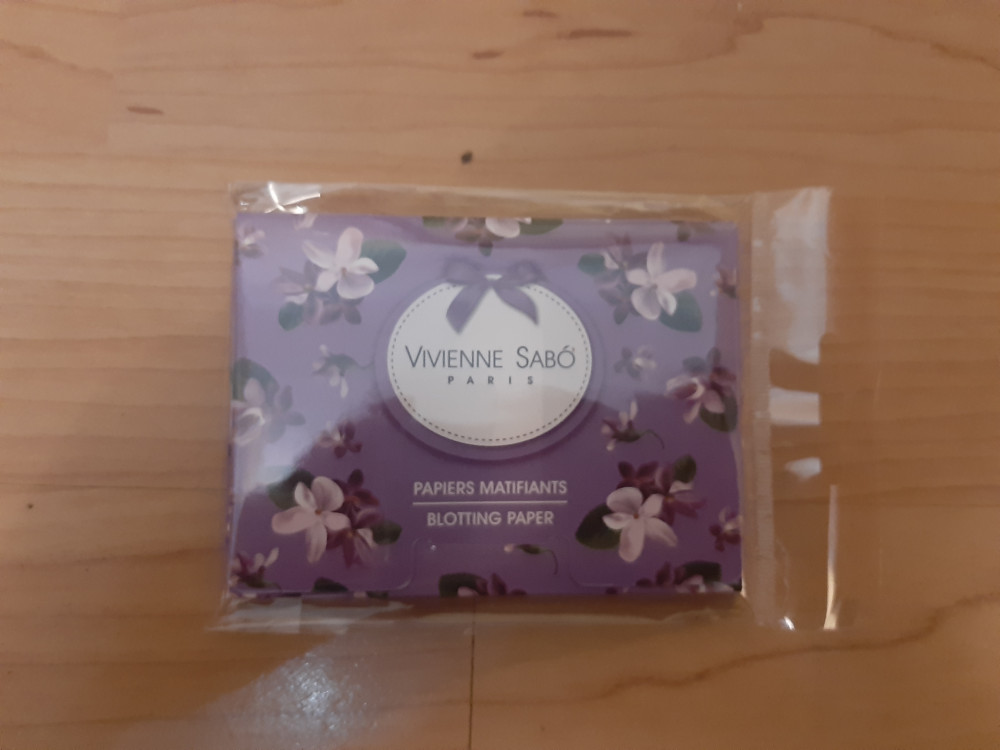 VIVIENNE SABÓ
PARIS
PAPIERS MATIFIANTS
BLOTTING PAPER